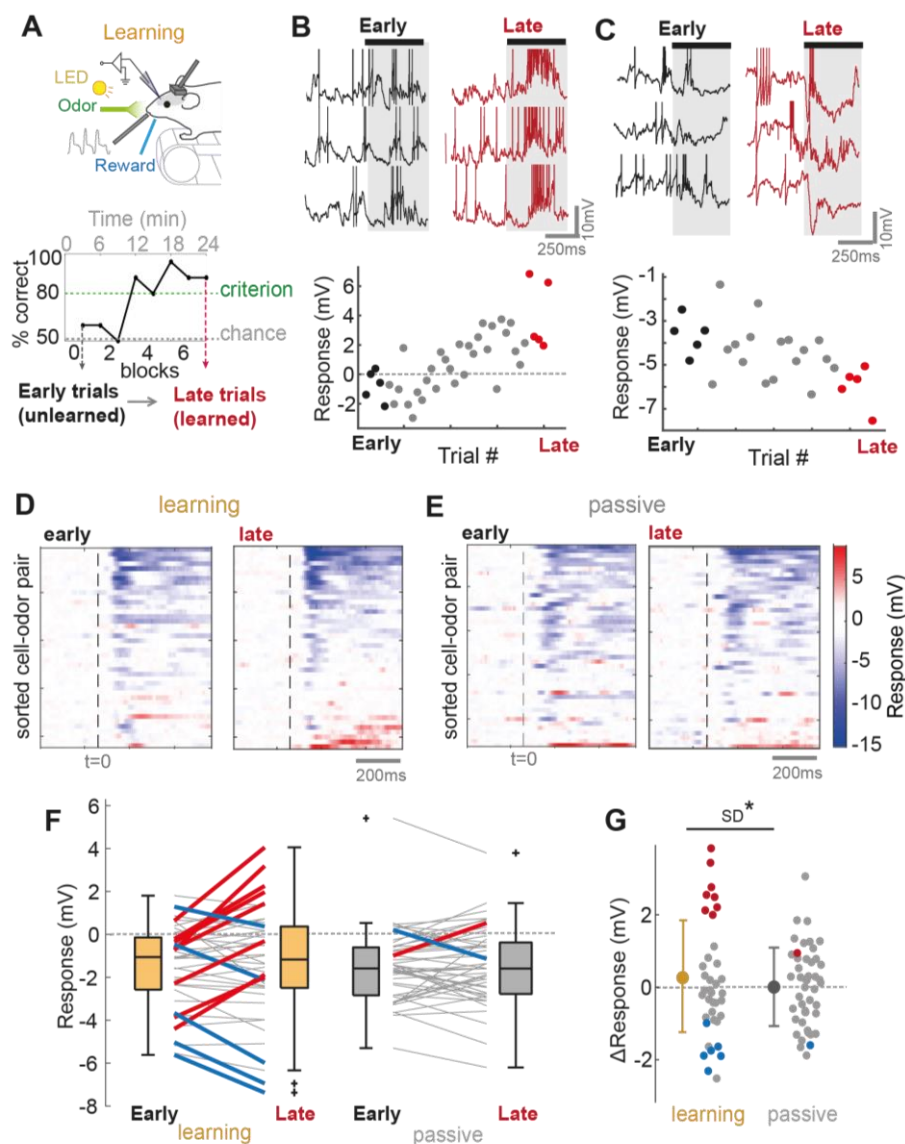 A
Learning
LED
Odor
Reward
Time (min)
0 6 12 18 24
% correct
100
80
50
criterion
chance
0 2 4 6
blocks
Early trials
(unlearned)
Late trials
(learned)
B
Early
Late
10mV
250ms
Response (mV)
6
4
2
0
-2
Early
Late
Trial #
C
Early
Late
10mV
250ms
Response (mV)
-1
-3
-5
-7
Early
Late
Trial #
D
learning
early
late
sorted cell-odor pair
t=0
200ms
E
passive
early
late
sorted cell-odor pair
t=0
200ms
5
0
-5
-10
-15
Response (mV)
F
Response (mV)
6
4
2
0
-2
-4
-6
-8
Early
Late
Early
Late
learning
passive
G
SD*
ΔResponse (mV)
2
0
-2
learning
passive